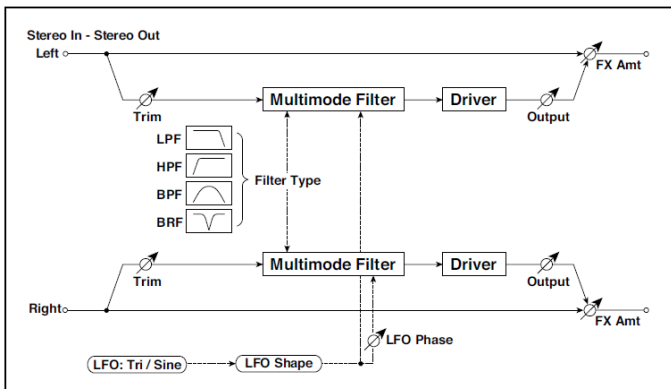 Stereo In - Stereo Out
Left
FX Amt
Multimode Filter
Driver
Trim
Output
LPF
HPF
BPF
BRF
Filter Type
Multimode Filter
Driver
Trim
Output
Right
FX Amt
LFO Phase
LFO: Tri / Sine
LFO Shape